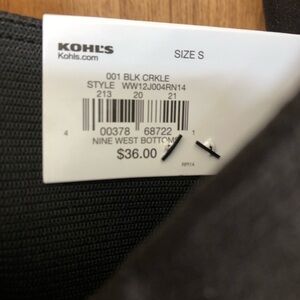 KOHL'S
Kohls.com
SIZE S
001 BLK CRKLE
STYLE WW12J004RN14
213 20 21
4 00378 68722 1
NINE WEST BOTTOMS
$36.00